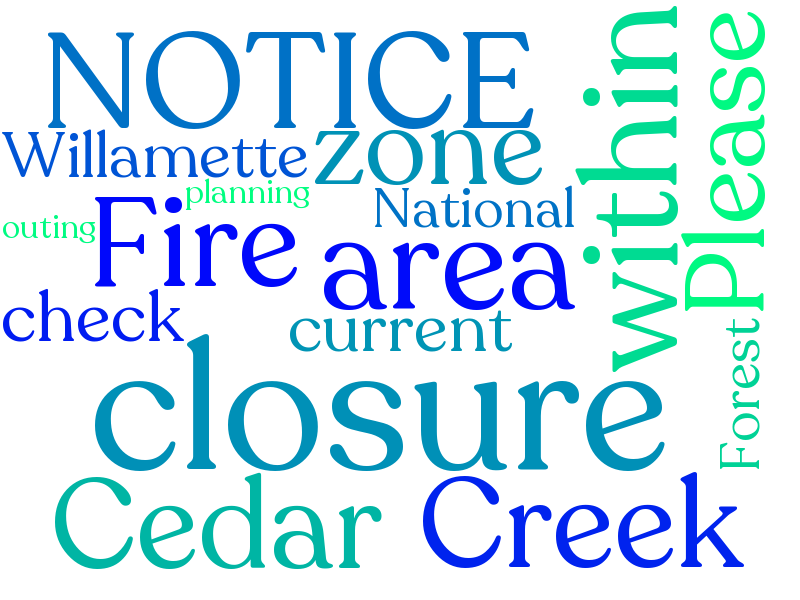 NOTICE
within
Please
Willamette
zone
planning
National
outing
Fire
area
check
current
closure
Forest
Cedar
Creek